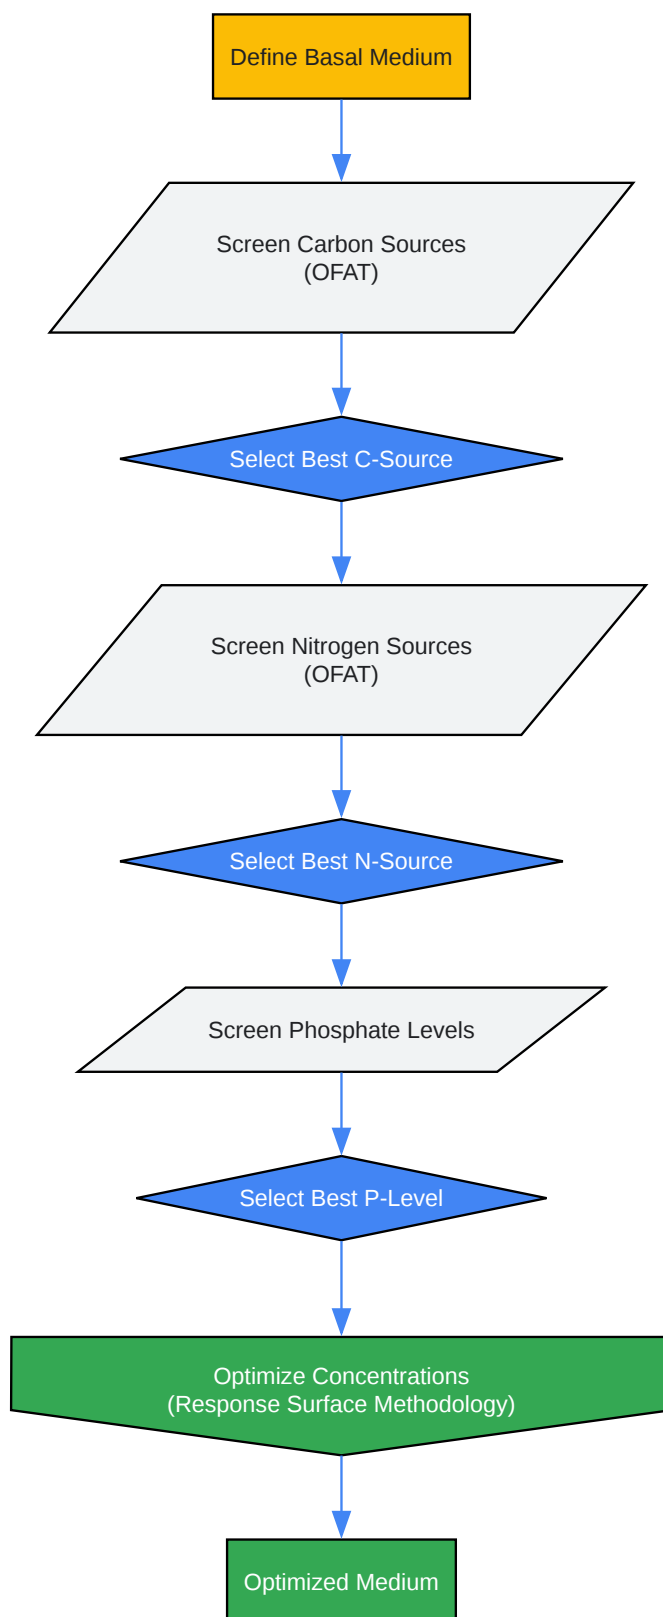 Define Basal Medium
Screen Carbon Sources
(OFAT)
Select Best C-Source
Screen Nitrogen Sources
(OFAT)
Select Best N-Source
Screen Phosphate Levels
Select Best P-Level
Optimize Concentrations
(Response Surface Methodology)
Optimized Medium